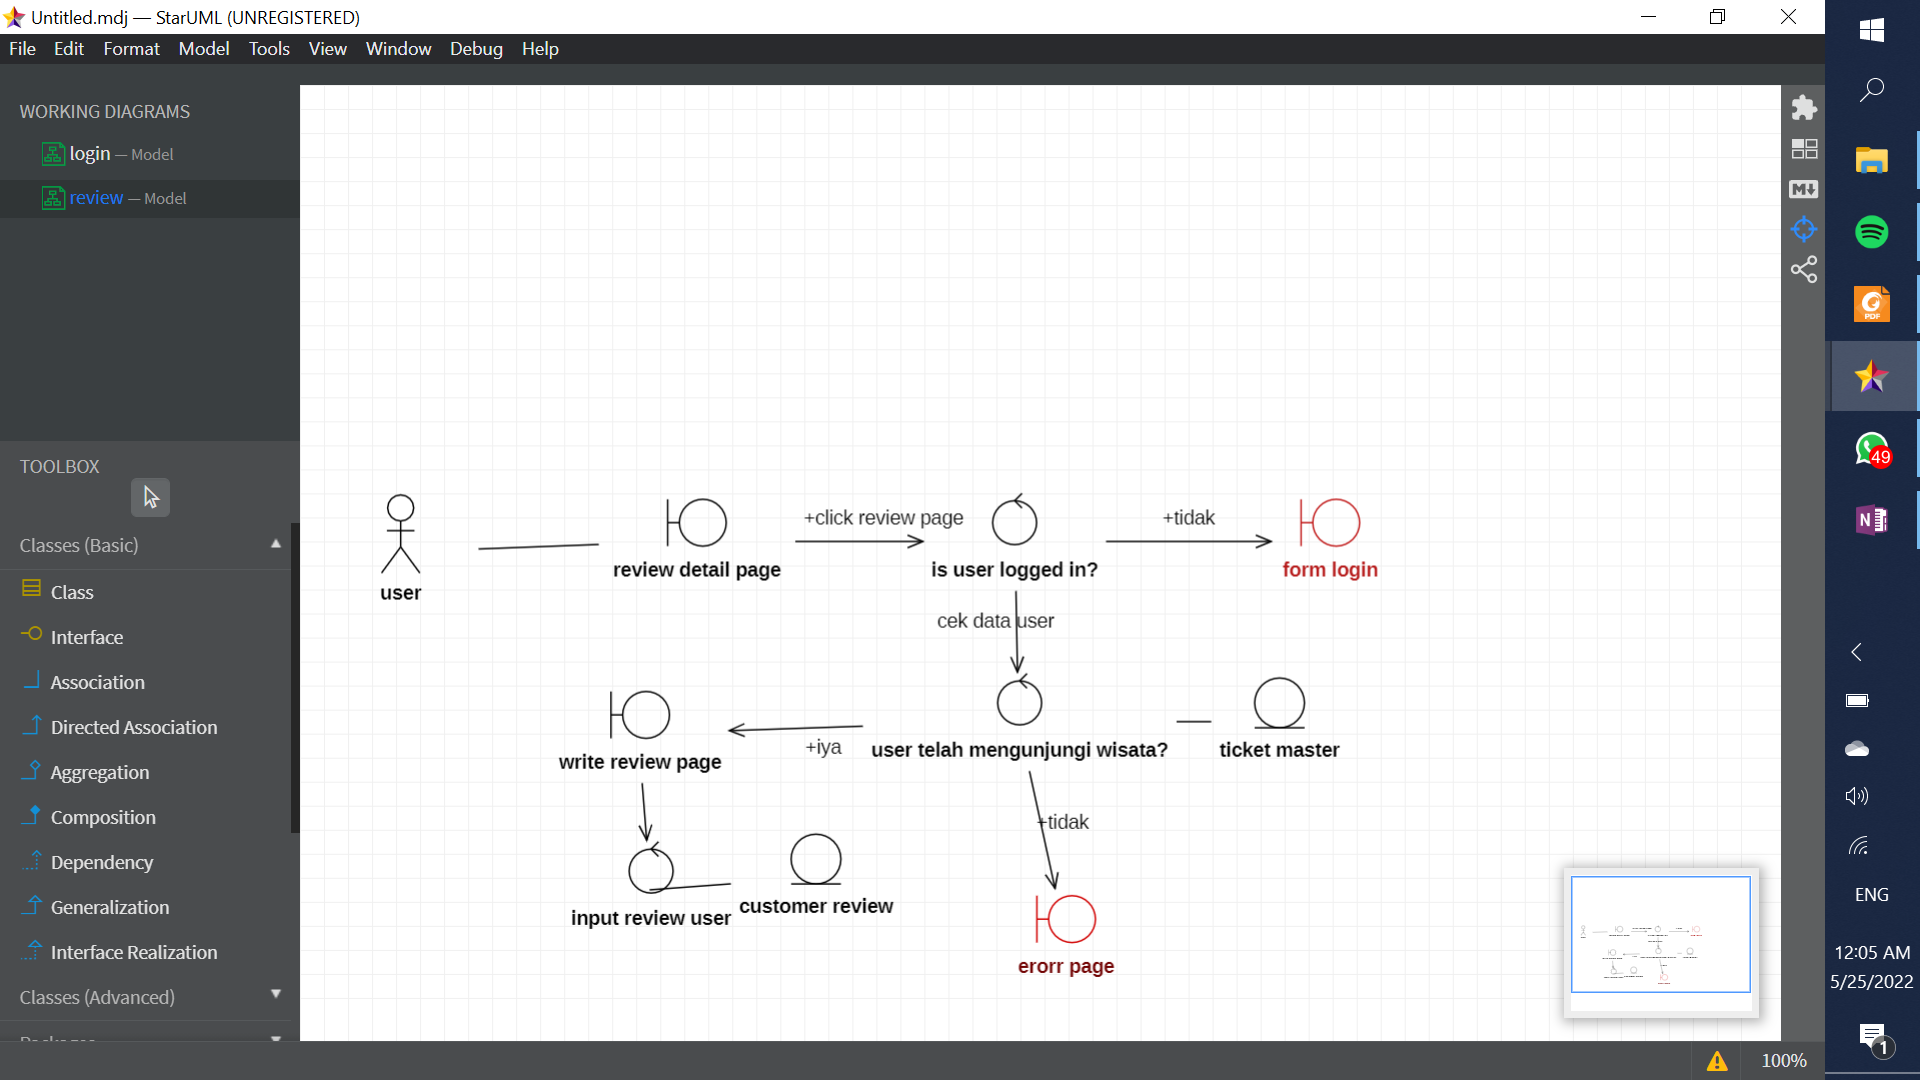 Untitled.mdj — StarUML (UNREGISTERED)
File Edit Format Model Tools View Window Debug Help
WORKING DIAGRAMS
login — Model
review — Model
TOOLBOX
Classes (Basic)
Class
Interface
Association
Directed Association
Aggregation
Composition
Dependency
Generalization
Interface Realization
Classes (Advanced)
user
review detail page
+click review page
is user logged in?
+tidak
form login
cek data user
write review page
+iya
user telah mengunjungi wisata?
ticket master
+tidak
input review user
customer review
erorr page
100%
M
PDF
49
N
ENG
12:05 AM
5/25/2022
1